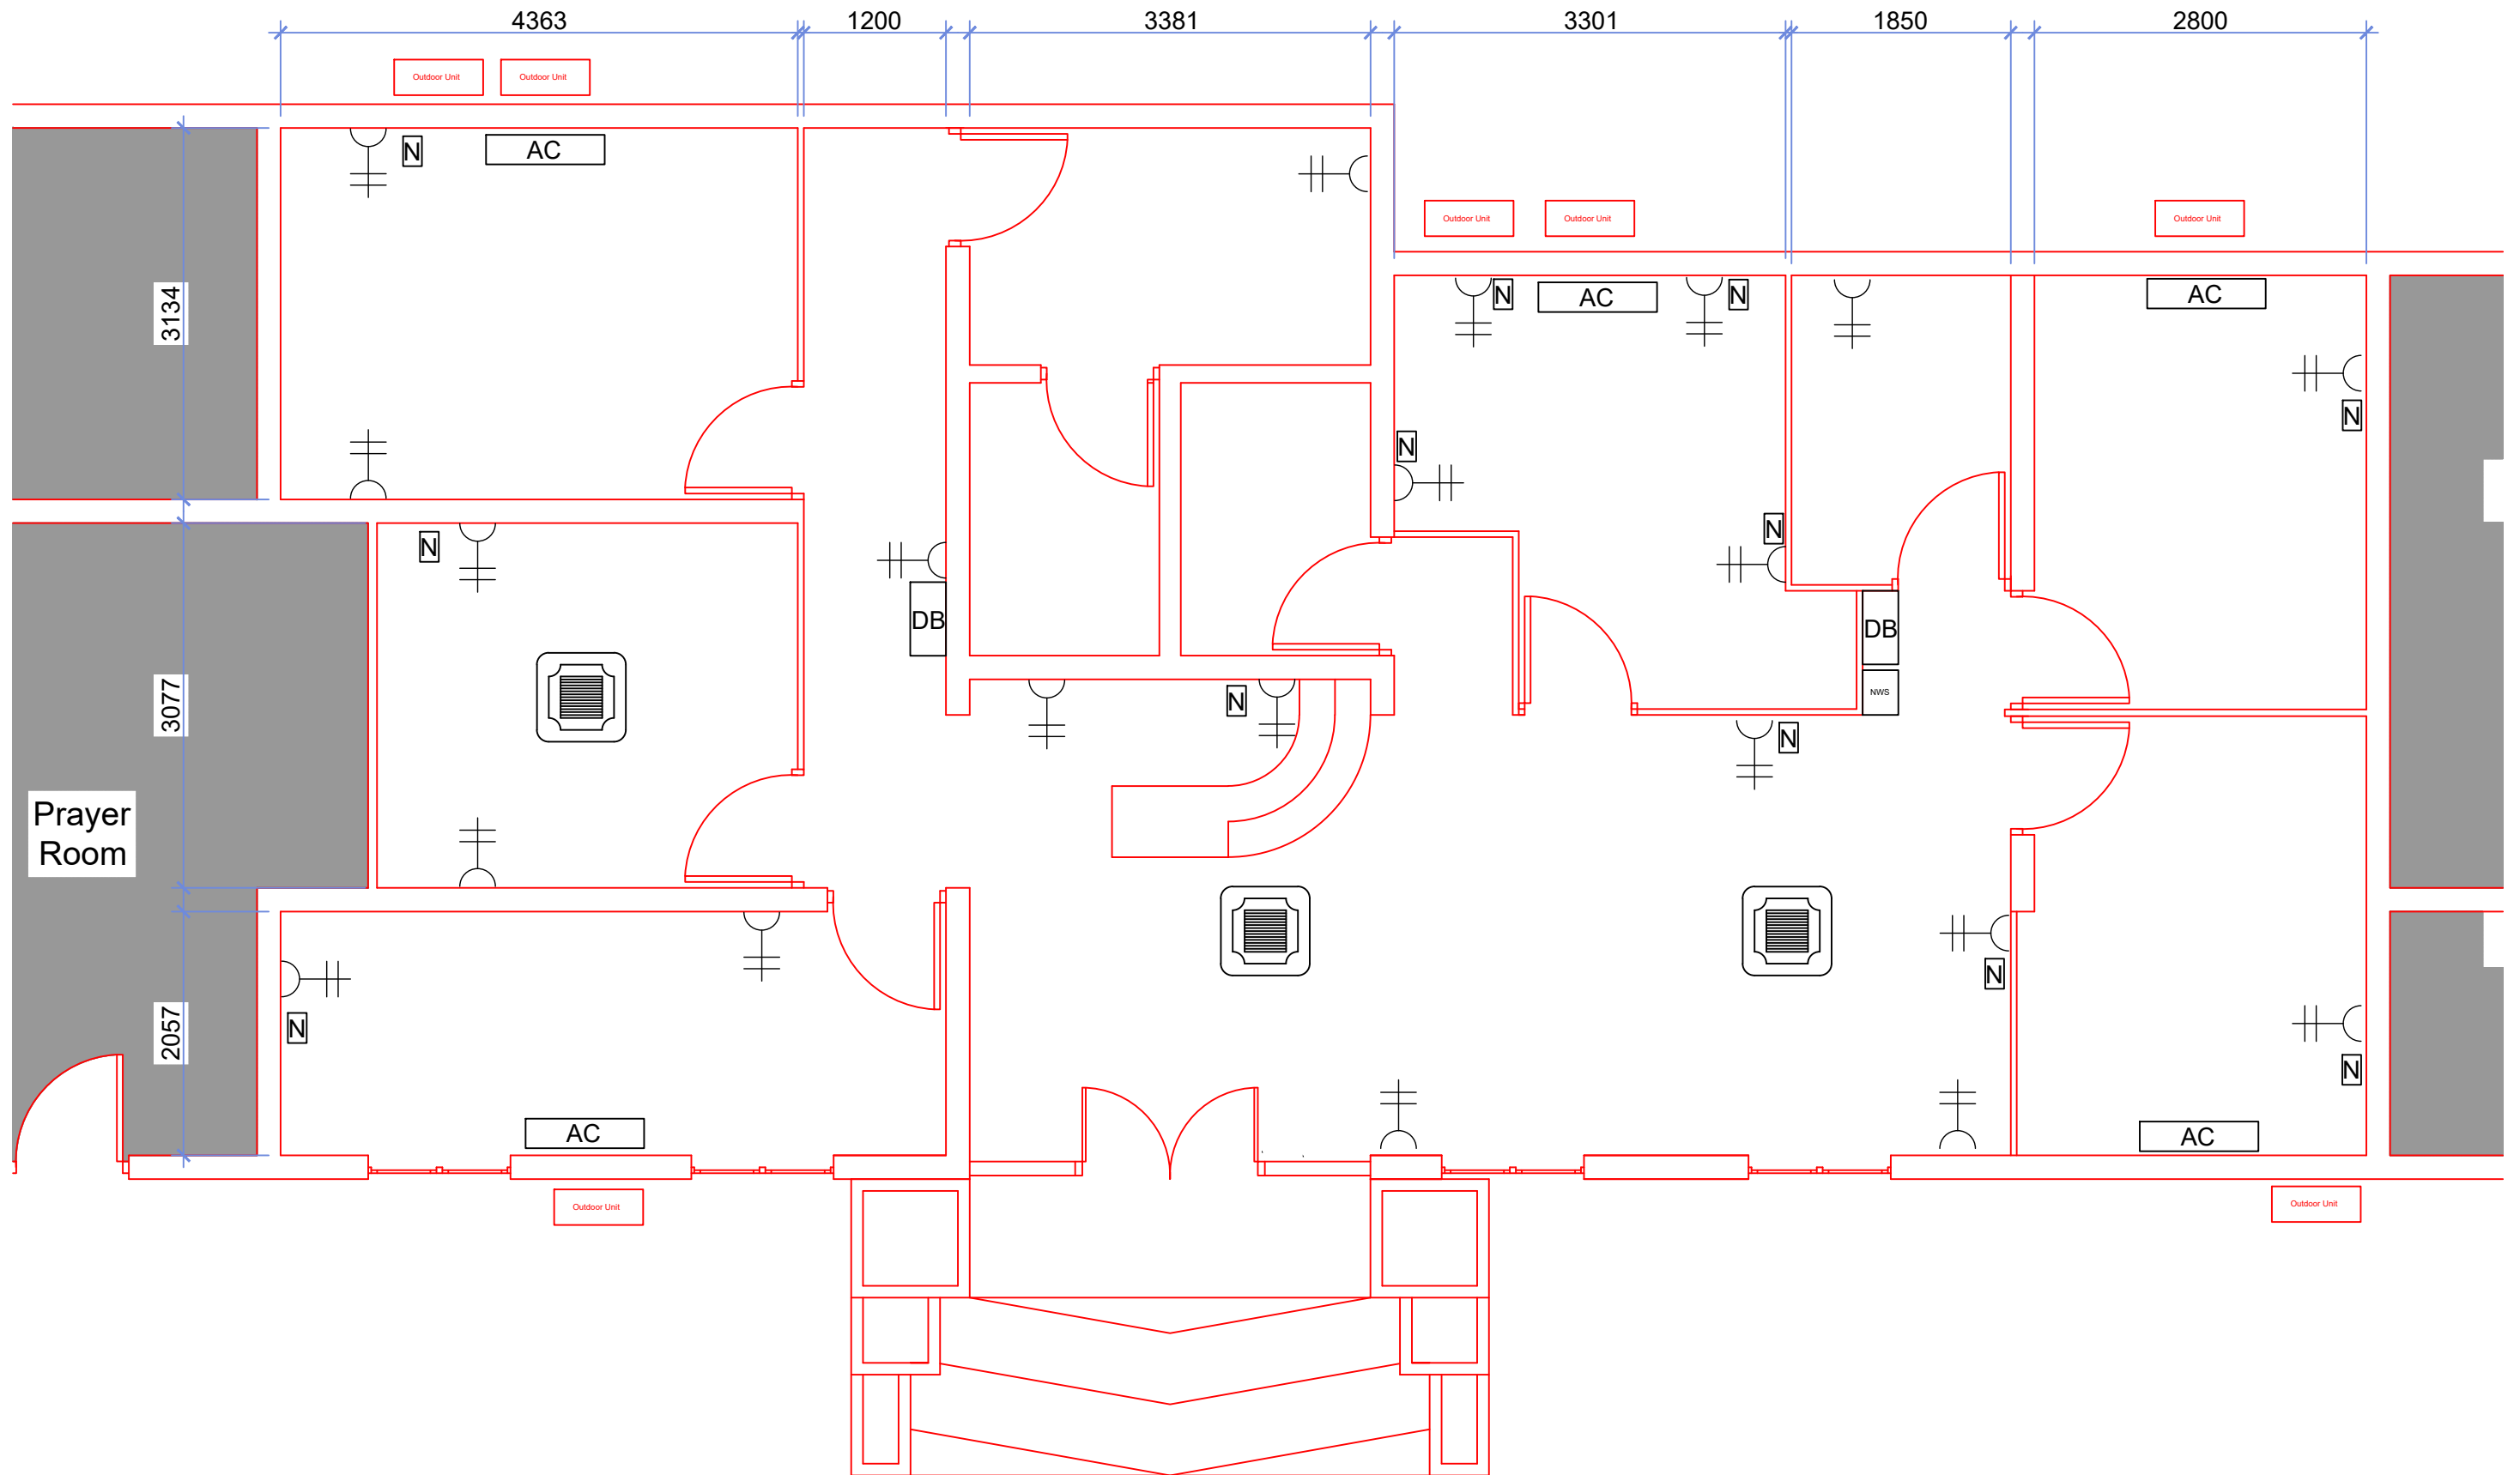 4363 1200 3381 3301 1850 2800
Outdoor Unit Outdoor Unit
N AC
Outdoor Unit Outdoor Unit Outdoor Unit
3134
N AC N AC
N
N
N N
DB DB
3077
N NWS
N
Prayer
Room
N
2057
N
N
AC AC
Outdoor Unit Outdoor Unit